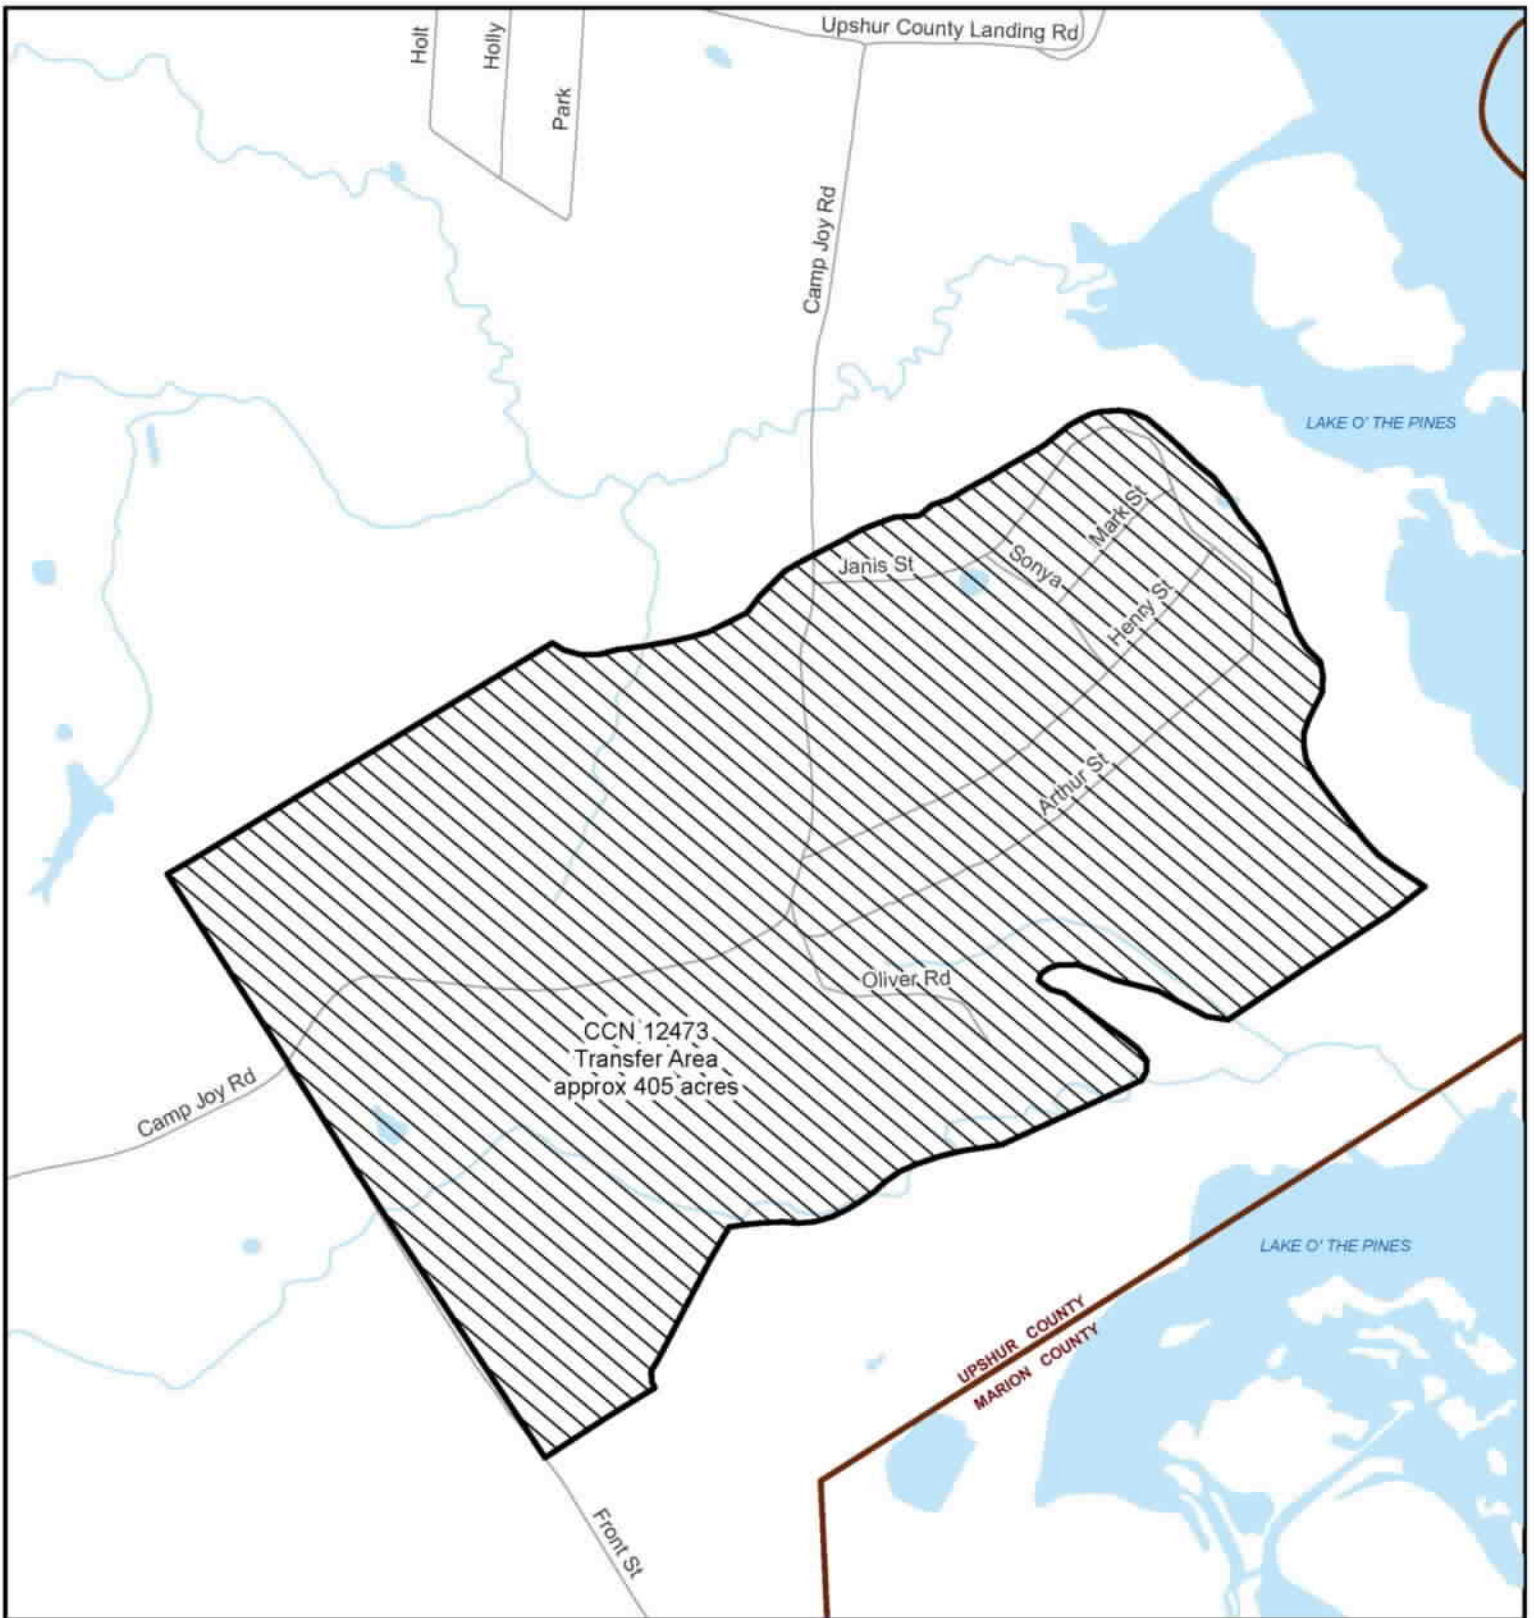 Upshur County Landing Rd
Holt
Holly
Park
Camp Joy Rd
LAKE O' THE PINES
Mark St
Janis St
Sonya
Henry St
Arthur St
Oliver Rd
CCN 12473
Transfer Area
approx 405 acres
Camp Joy Rd
LAKE O' THE PINES
UPSHUR COUNTY
MARION COUNTY
Front St